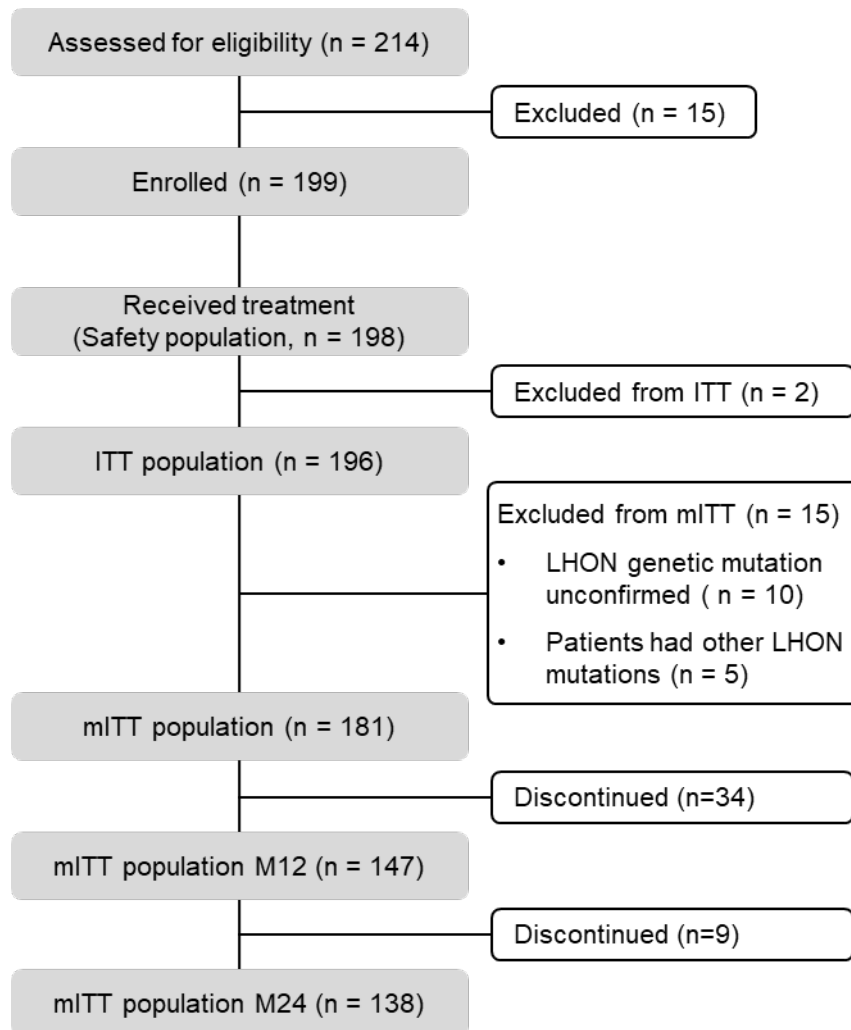 Assessed for eligibility (n = 214)
Excluded (n = 15)
Enrolled (n = 199)
Received treatment
(Safety population, n = 198)
Excluded from ITT (n = 2)
ITT population (n = 196)
Excluded from mITT (n = 15)
• LHON genetic mutation
unconfirmed ( n = 10)
• Patients had other LHON
mutations (n = 5)
mITT population (n = 181)
Discontinued (n=34)
mITT population M12 (n = 147)
Discontinued (n=9)
mITT population M24 (n = 138)